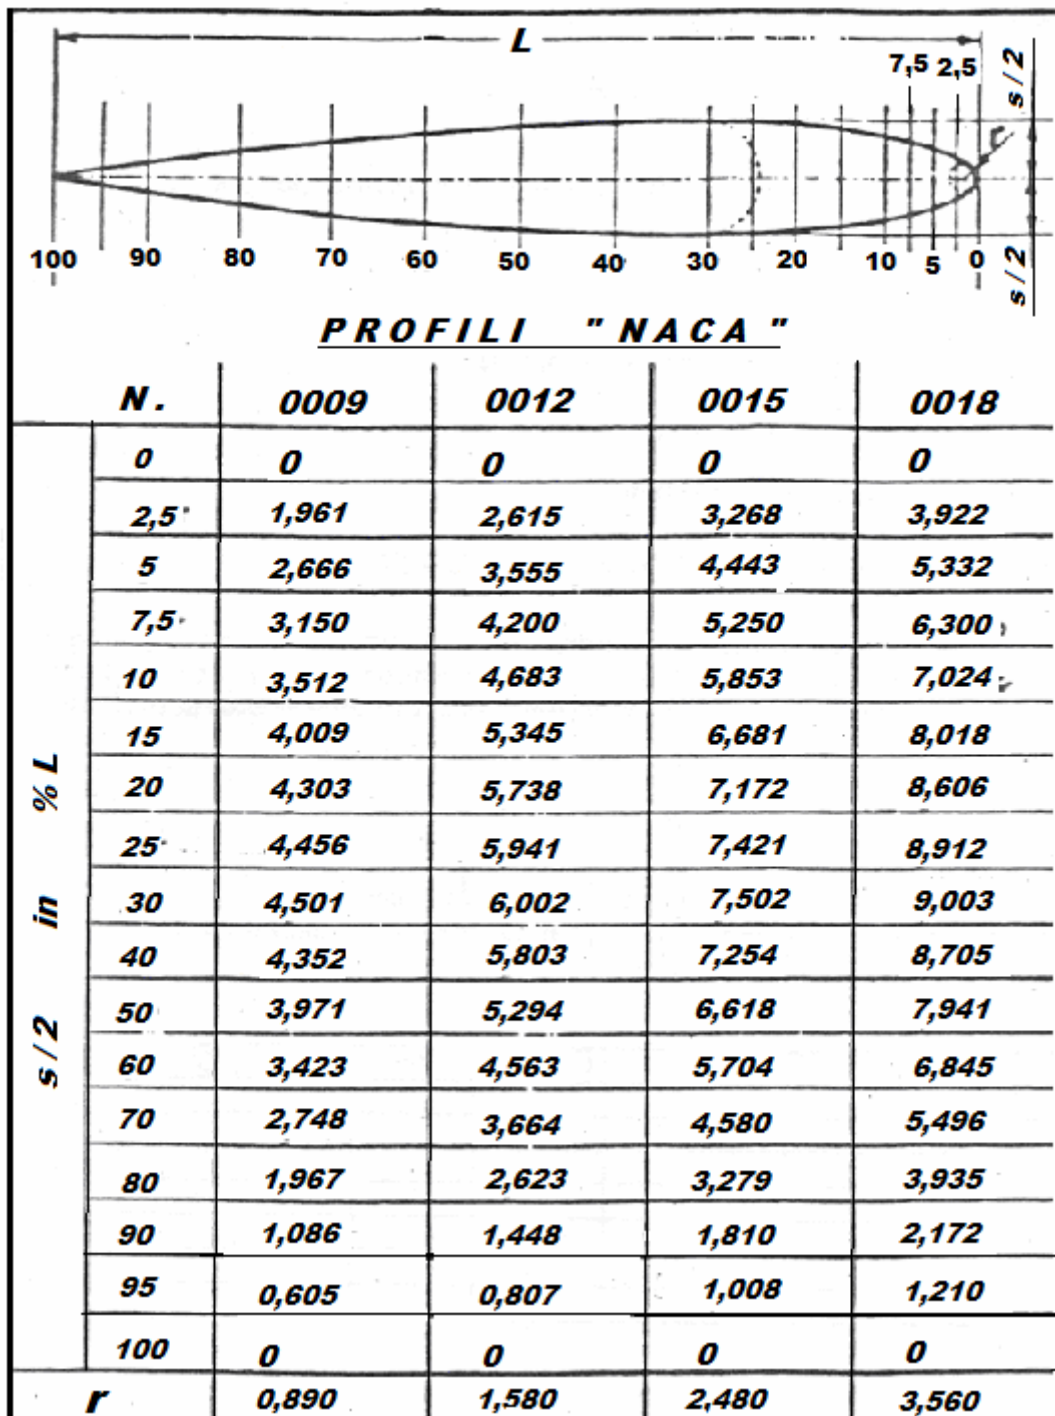 L
7,5 2,5
s/2
r
100 90 80 70 60 50 40 30 20 10 5 0
s/2
PROFILI "NACA"
N. 0009 0012 0015 0018
s/2 in % L
0 0 0 0 0
2,5 1,961 2,615 3,268 3,922
5 2,666 3,555 4,443 5,332
7,5 3,150 4,200 5,250 6,300
10 3,512 4,683 5,853 7,024
15 4,009 5,345 6,681 8,018
20 4,303 5,738 7,172 8,606
25 4,456 5,941 7,421 8,912
30 4,501 6,002 7,502 9,003
40 4,352 5,803 7,254 8,705
50 3,971 5,294 6,618 7,941
60 3,423 4,563 5,704 6,845
70 2,748 3,664 4,580 5,496
80 1,967 2,623 3,279 3,935
90 1,086 1,448 1,810 2,172
95 0,605 0,807 1,008 1,210
100 0 0 0 0
r 0,890 1,580 2,480 3,560